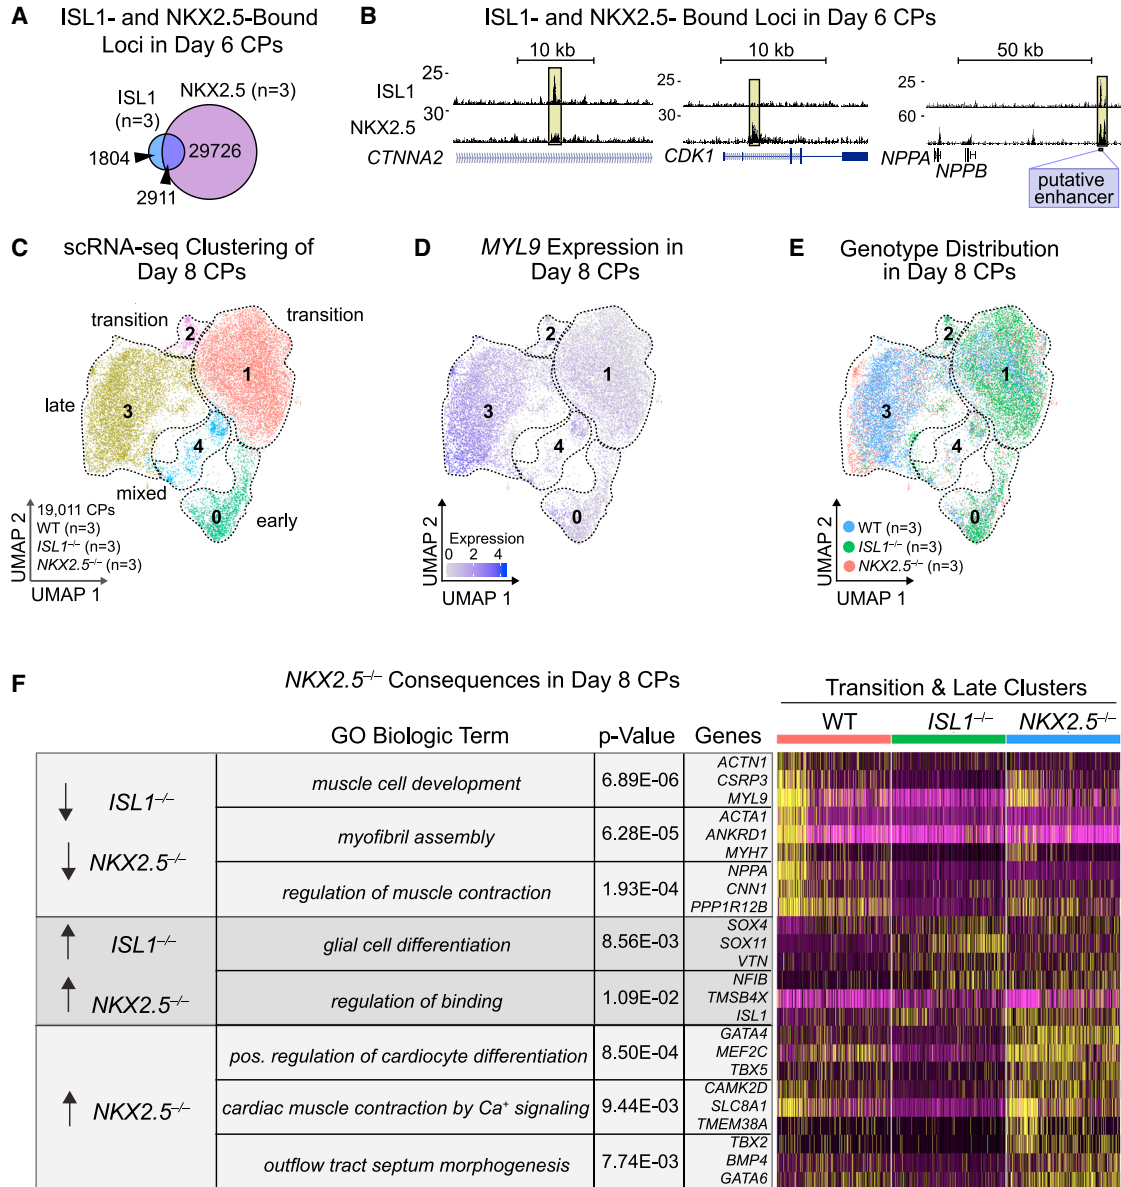 A
ISL1- and NKX2.5-Bound
Loci in Day 6 CPs
ISL1
(n=3)
NKX2.5 (n=3)
1804
29726
2911
B
ISL1- and NKX2.5- Bound Loci in Day 6 CPs
10 kb
10 kb
50 kb
25-
ISL1
30-
NKX2.5
CTNNA2
25-
30-
CDK1
25-
60-
NPPA
NPPB
putative
enhancer
C
scRNA-seq Clustering of
Day 8 CPs
transition
2
transition
1
late
3
4
mixed
0
early
19,011 CPs
WT (n=3)
ISL1–/– (n=3)
NKX2.5–/– (n=3)
UMAP 2
UMAP 1
D
MYL9 Expression in
Day 8 CPs
2
1
3
4
0
Expression
0 2 4
UMAP 2
UMAP 1
E
Genotype Distribution
in Day 8 CPs
2
1
3
4
0
WT (n=3)
ISL1–/– (n=3)
NKX2.5–/– (n=3)
UMAP 2
UMAP 1
F
NKX2.5–/– Consequences in Day 8 CPs
Transition & Late Clusters
WT ISL1–/– NKX2.5–/–
GO Biologic Term p-Value Genes
↓ ISL1–/–
↓ NKX2.5–/–
muscle cell development 6.89E-06
ACTN1
CSRP3
MYL9
myofibril assembly 6.28E-05
ACTA1
ANKRD1
MYH7
regulation of muscle contraction 1.93E-04
NPPA
CNN1
PPP1R12B
↑ ISL1–/–
↑ NKX2.5–/–
glial cell differentiation 8.56E-03
SOX4
SOX11
VTN
regulation of binding 1.09E-02
NFIB
TMSB4X
ISL1
↑ NKX2.5–/–
pos. regulation of cardiocyte differentiation 8.50E-04
GATA4
MEF2C
TBX5
cardiac muscle contraction by Ca⁺ signaling 9.44E-03
CAMK2D
SLC8A1
TMEM38A
outflow tract septum morphogenesis 7.74E-03
TBX2
BMP4
GATA6